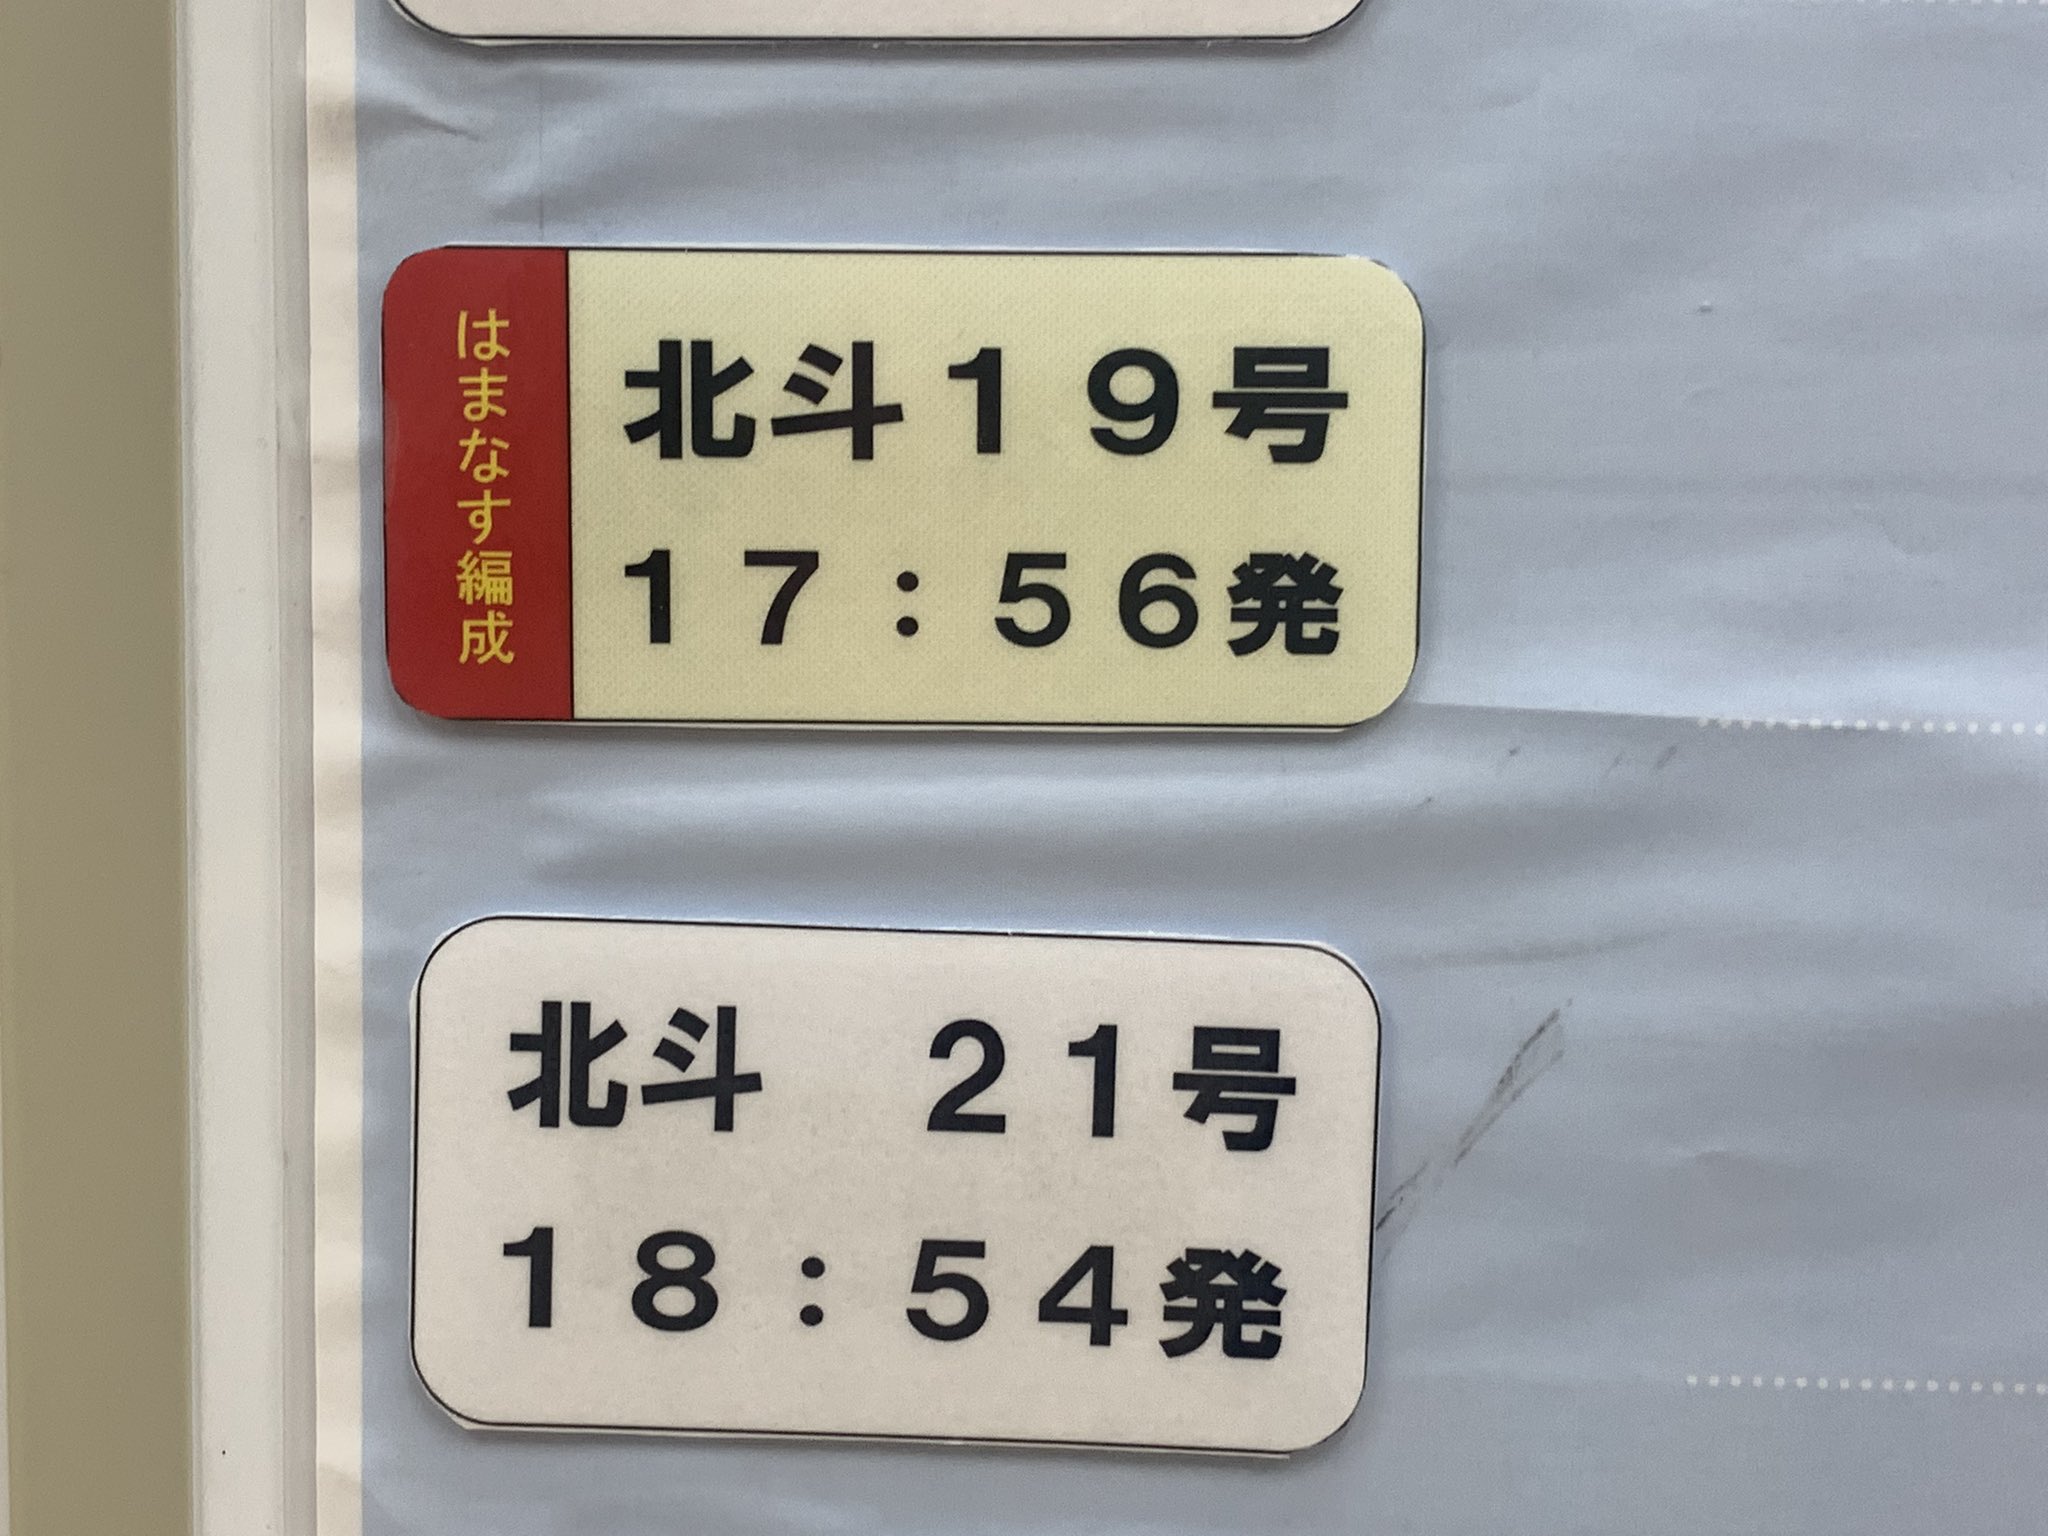 はまなす編成
北斗１９号
１７：５６発
北斗　２１号
１８：５４発